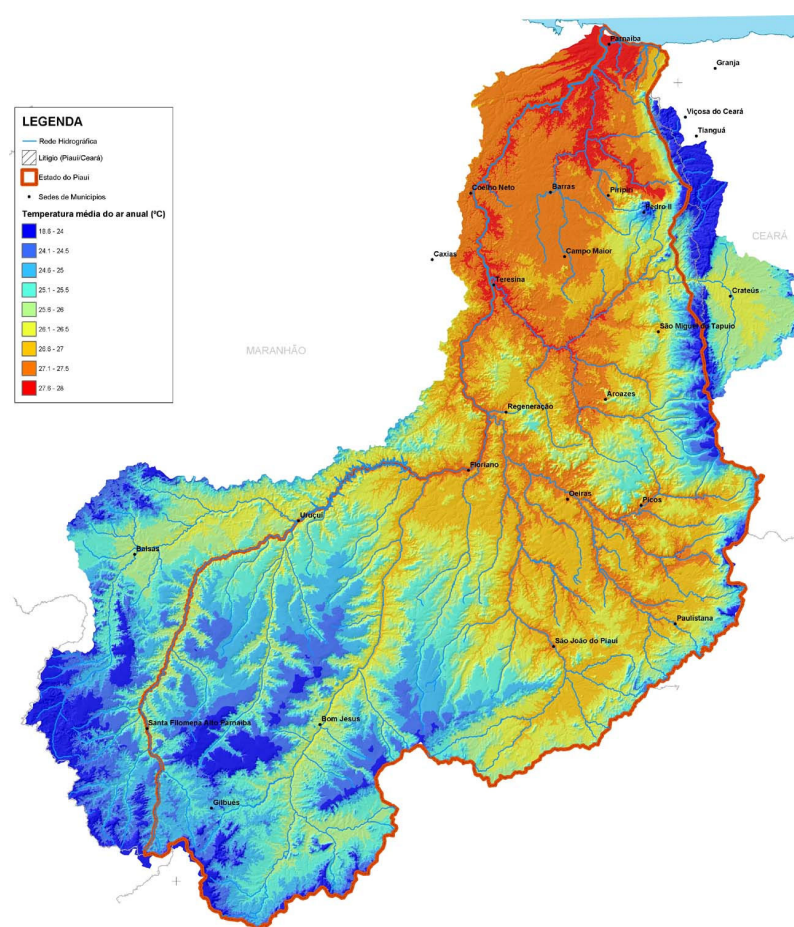 LEGENDA
Rede Hidrográfica
Litígio (Piauí/Ceará)
Estado do Piauí
Sedes de Municípios
Temperatura média do ar anual (ºC)
18.6 - 24
24.1 - 24.5
24.6 - 25
25.1 - 25.5
25.6 - 26
26.1 - 26.5
26.6 - 27
27.1 - 27.5
27.6 - 28
Parnaíba
Granja
Viçosa do Ceará
Tianguá
Coelho Neto
Barras
Piripiri
Pedro II
CEARÁ
Caxias
Campo Maior
Teresina
Crateús
São Miguel do Tapuio
MARANHÃO
Aroazes
Regeneração
Floriano
Oeiras
Picos
Uruçuí
Balsas
Paulistana
São João do Piauí
Santa Filomena Alto Parnaíba
Bom Jesus
Gilbués